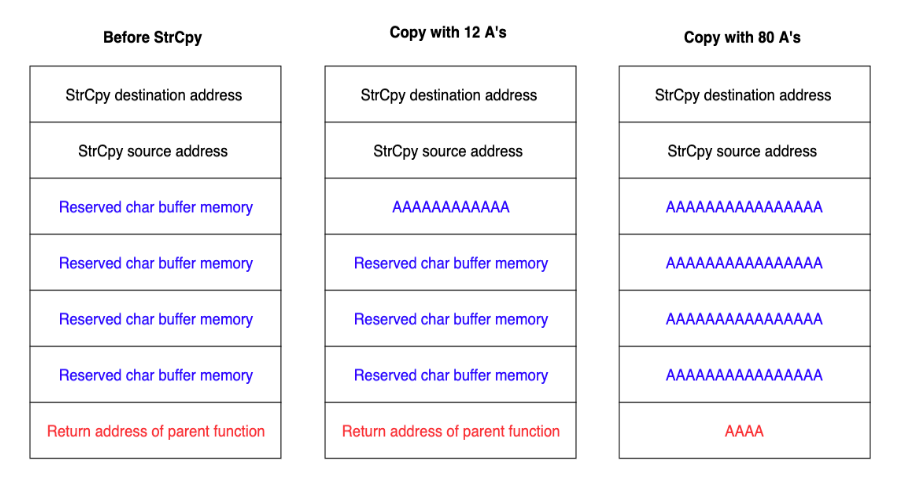 Before StrCpy
Copy with 12 A's
Copy with 80 A's
StrCpy destination address
StrCpy destination address
StrCpy destination address
StrCpy source address
StrCpy source address
StrCpy source address
Reserved char buffer memory
AAAAAAAAAAAA
AAAAAAAAAAAAAAAA
Reserved char buffer memory
Reserved char buffer memory
AAAAAAAAAAAAAAAA
Reserved char buffer memory
Reserved char buffer memory
AAAAAAAAAAAAAAAA
Reserved char buffer memory
Reserved char buffer memory
AAAAAAAAAAAAAAAA
Return address of parent function
Return address of parent function
AAAA